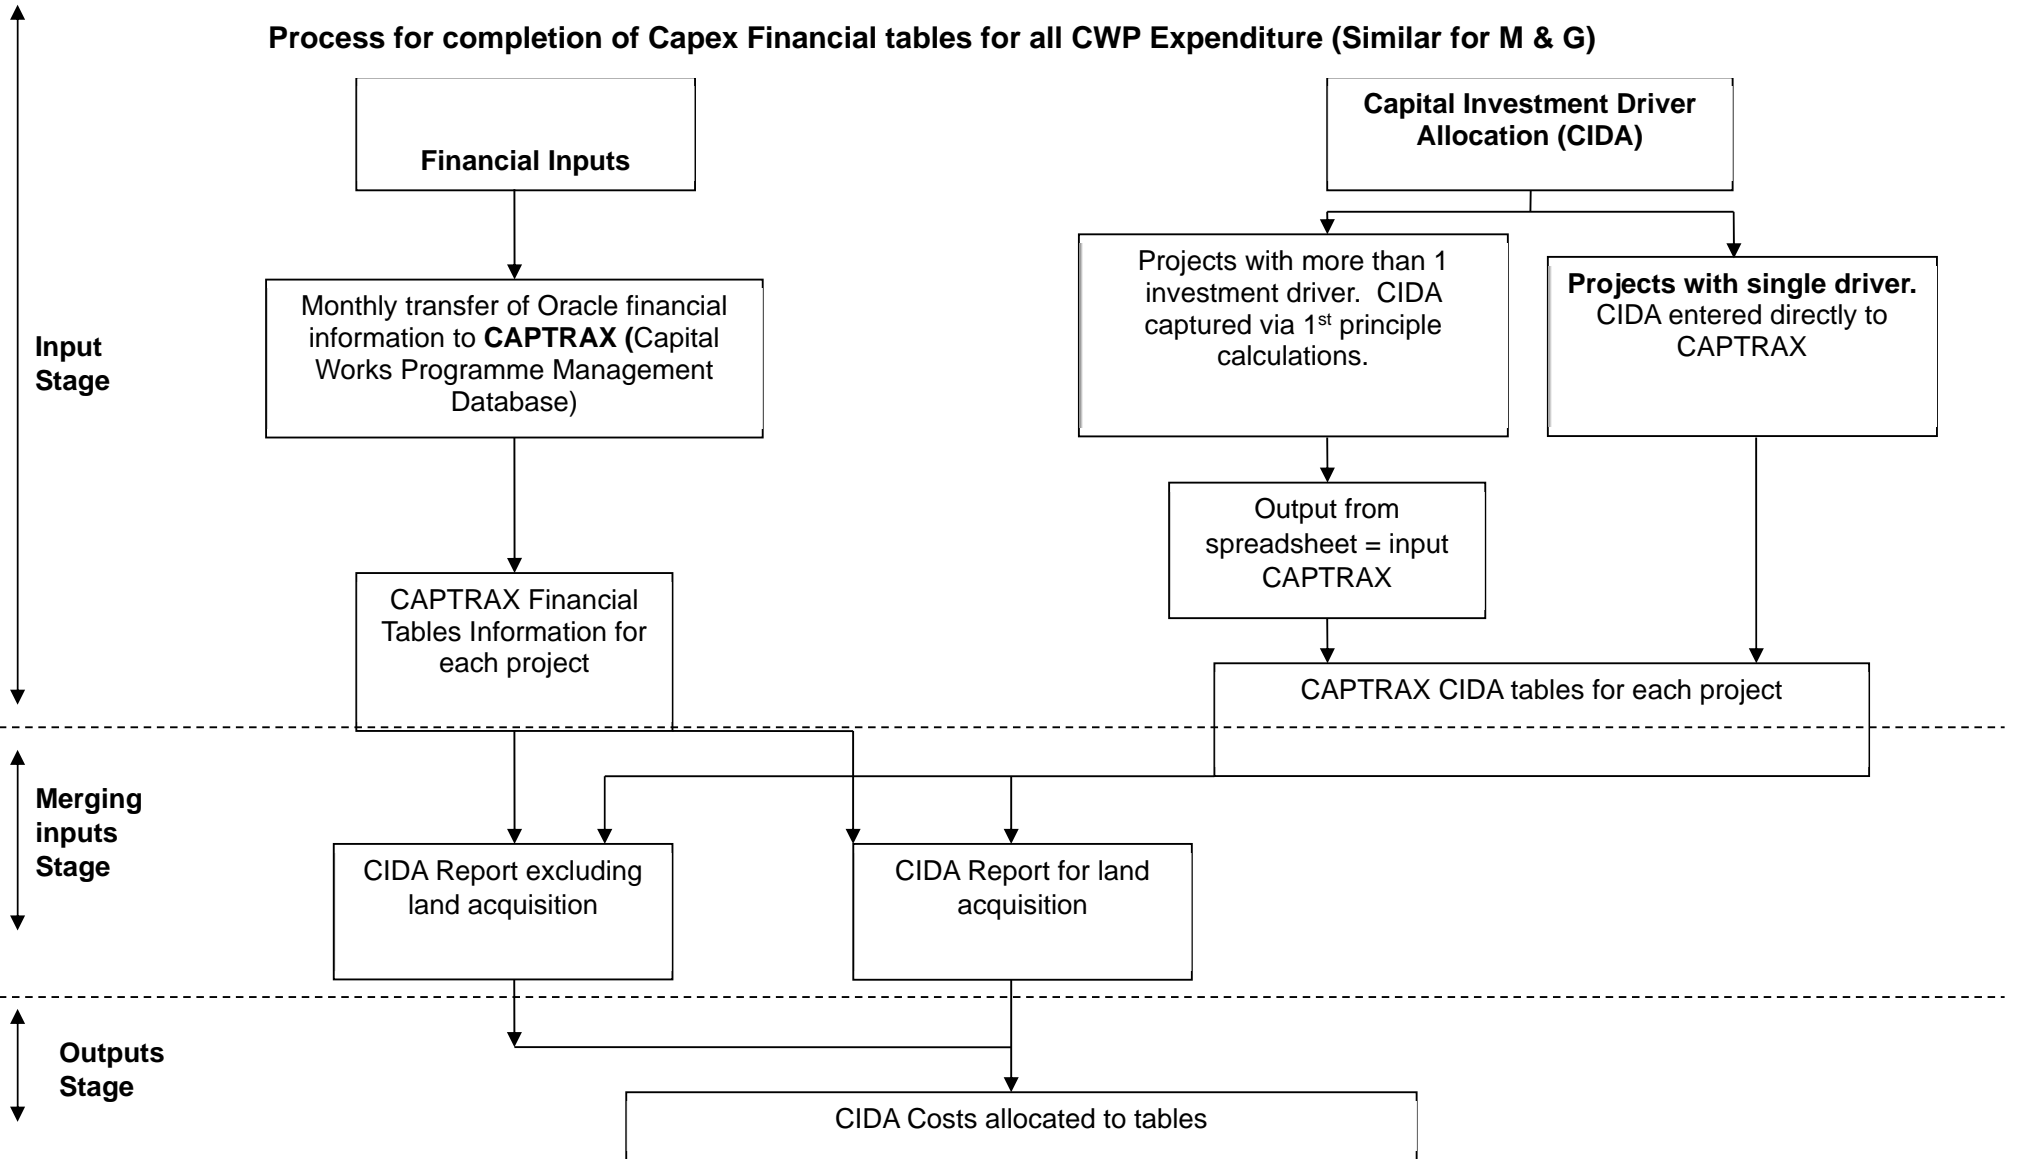 Process for completion of Capex Financial tables for all CWP Expenditure (Similar for M & G)
Financial Inputs
Capital Investment Driver
Allocation (CIDA)
Input
Stage
Monthly transfer of Oracle financial
information to CAPTRAX (Capital
Works Programme Management
Database)
Projects with more than 1
investment driver.  CIDA
captured via 1st principle
calculations.
Projects with single driver.
CIDA entered directly to
CAPTRAX
Output from
spreadsheet = input
CAPTRAX
CAPTRAX Financial
Tables Information for
each project
CAPTRAX CIDA tables for each project
Merging
inputs
Stage
CIDA Report excluding
land acquisition
CIDA Report for land
acquisition
Outputs
Stage
CIDA Costs allocated to tables